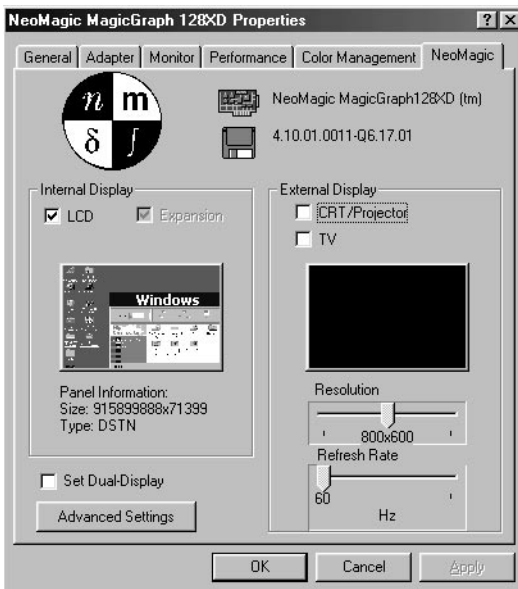 NeoMagic MagicGraph 128XD Properties
General Adapter Monitor Performance Color Management NeoMagic
n m
δ ∫
NeoMagic MagicGraph128XD (tm)
4.10.01.0011-Q6.17.01
Internal Display
LCD Expansion
Windows
Panel Information:
Size: 915899888x71399
Type: DSTN
Set Dual-Display
Advanced Settings
External Display
CRT/Projector
TV
Resolution
800x600
Refresh Rate
60
Hz
OK Cancel Apply